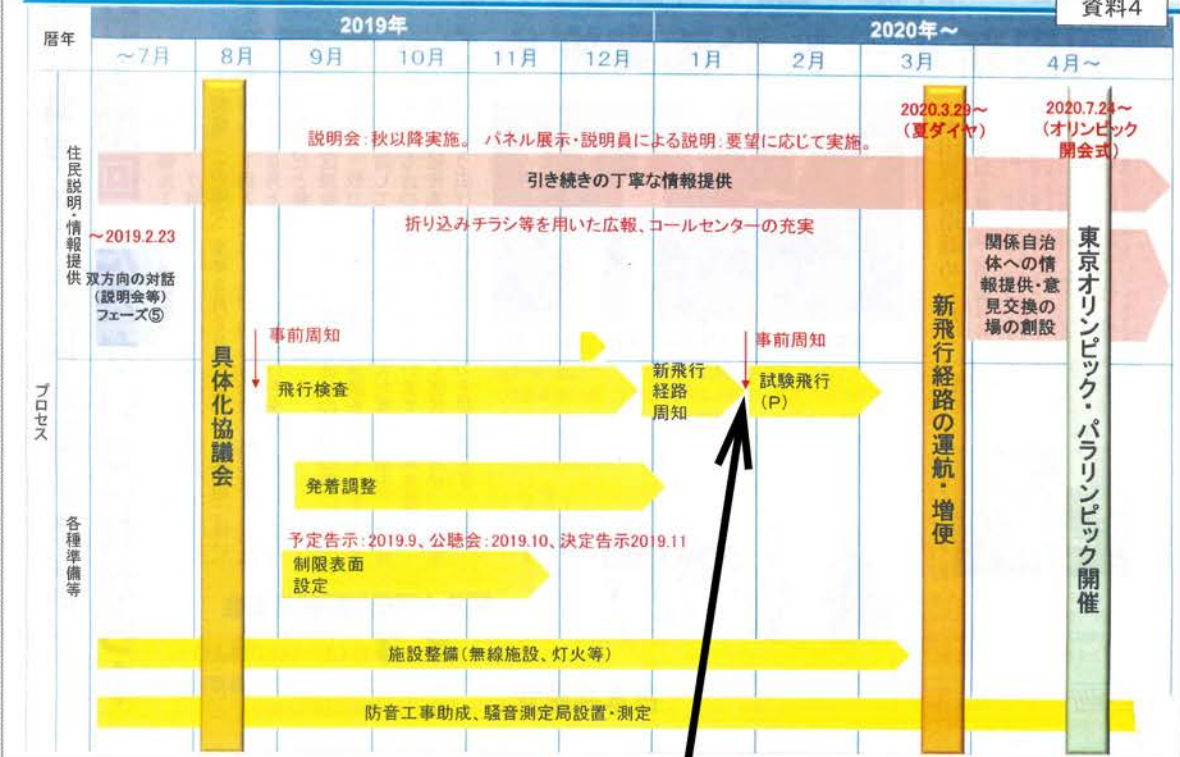 資料4
暦年
2019年
2020年～
～7月
8月
9月
10月
11月
12月
1月
2月
3月
4月～
プロセス
住民説明・情報提供
説明会:秋以降実施。 パネル展示・説明員による説明:要望に応じて実施。
引き続きの丁寧な情報提供
折り込みチラシ等を用いた広報、コールセンターの充実
～2019.2.23
双方向の対話
(説明会等)
フェーズ⑤
2020.3.29～
(夏ダイヤ)
2020.7.24～
(オリンピック
開会式)
関係自治
体への情
報提供・意
見交換の
場の創設
具体化協議会
新飛行経路の運航・増便
東京オリンピック・パラリンピック開催
各種準備等
事前周知
飛行検査
新飛行
経路
周知
事前周知
試験飛行
(P)
発着調整
予定告示:2019.9、公聴会:2019.10、決定告示2019.11
制限表面
設定
施設整備(無線施設、灯火等)
防音工事助成、騒音測定局設置・測定